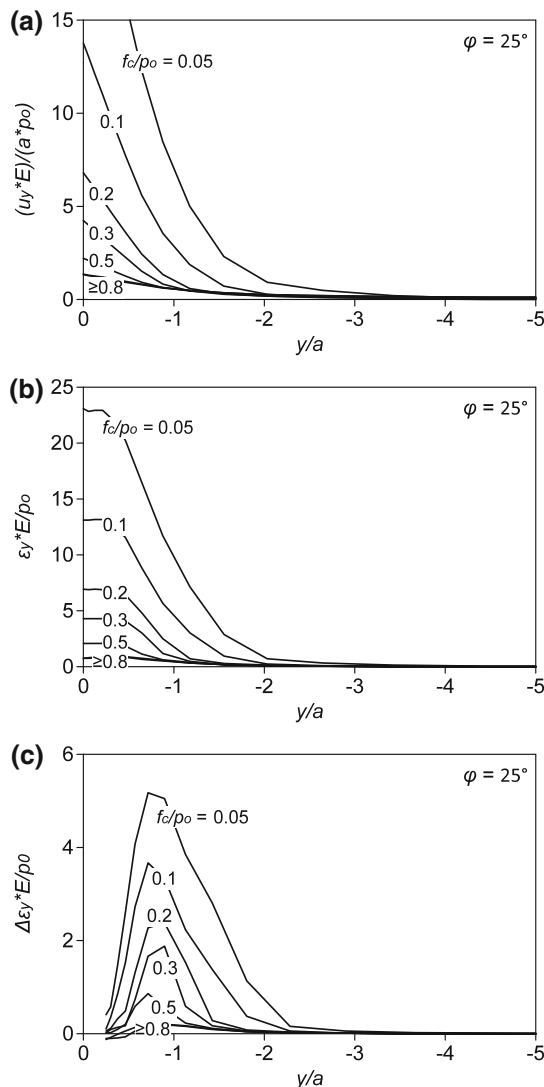 (a)
15
10
5
0
(uy*E)/(a*po)
fc/po = 0.05
φ = 25°
0.1
0.2
0.3
0.5
≥0.8
0 -1 -2 -3 -4 -5
y/a
(b)
25
20
15
10
5
0
εy*E/po
fc/po = 0.05
φ = 25°
0.1
0.2
0.3
0.5
≥0.8
0 -1 -2 -3 -4 -5
y/a
(c)
6
4
2
0
Δεy*E/p0
fc/po = 0.05
φ = 25°
0.1
0.2
0.3
0.5
≥0.8
0 -1 -2 -3 -4 -5
y/a